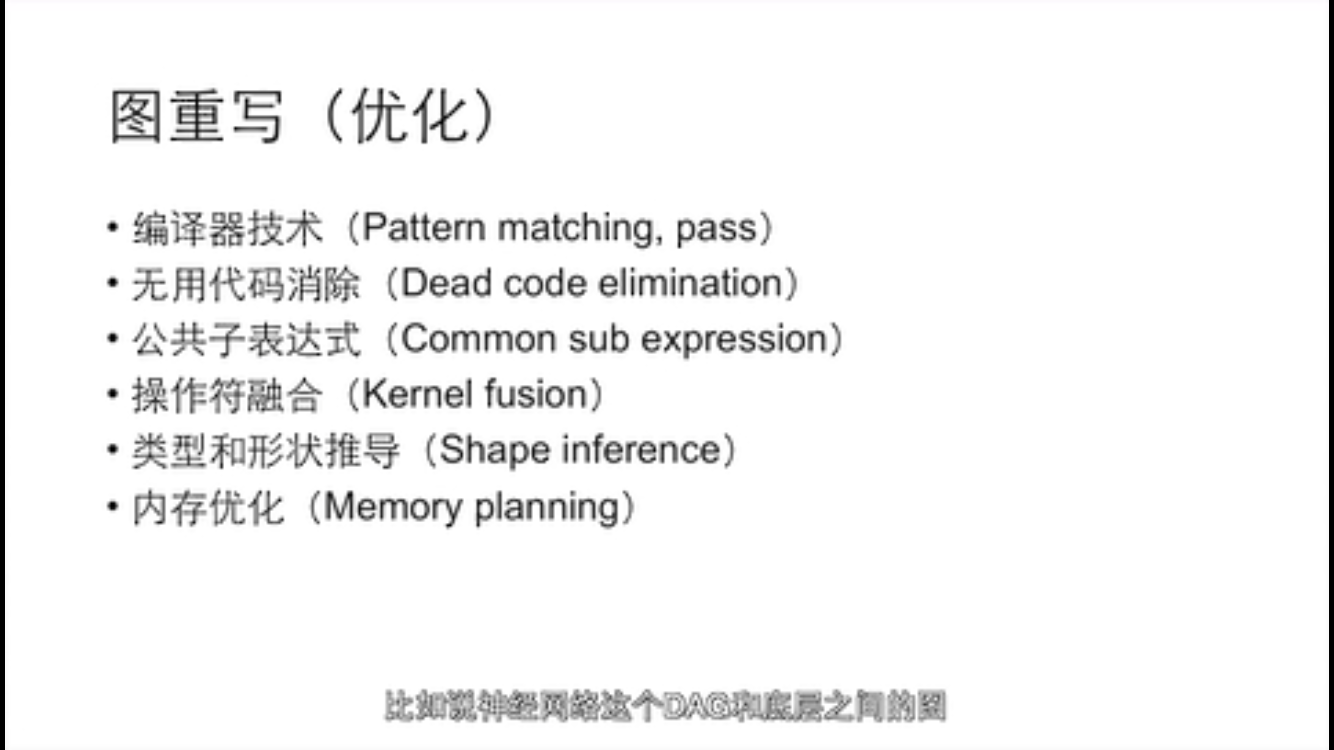 图重写（优化）
• 编译器技术（Pattern matching, pass）
• 无用代码消除（Dead code elimination）
• 公共子表达式（Common sub expression）
• 操作符融合（Kernel fusion）
• 类型和形状推导（Shape inference）
• 内存优化（Memory planning）
比如说神经网络这个DAG和底层之间的图